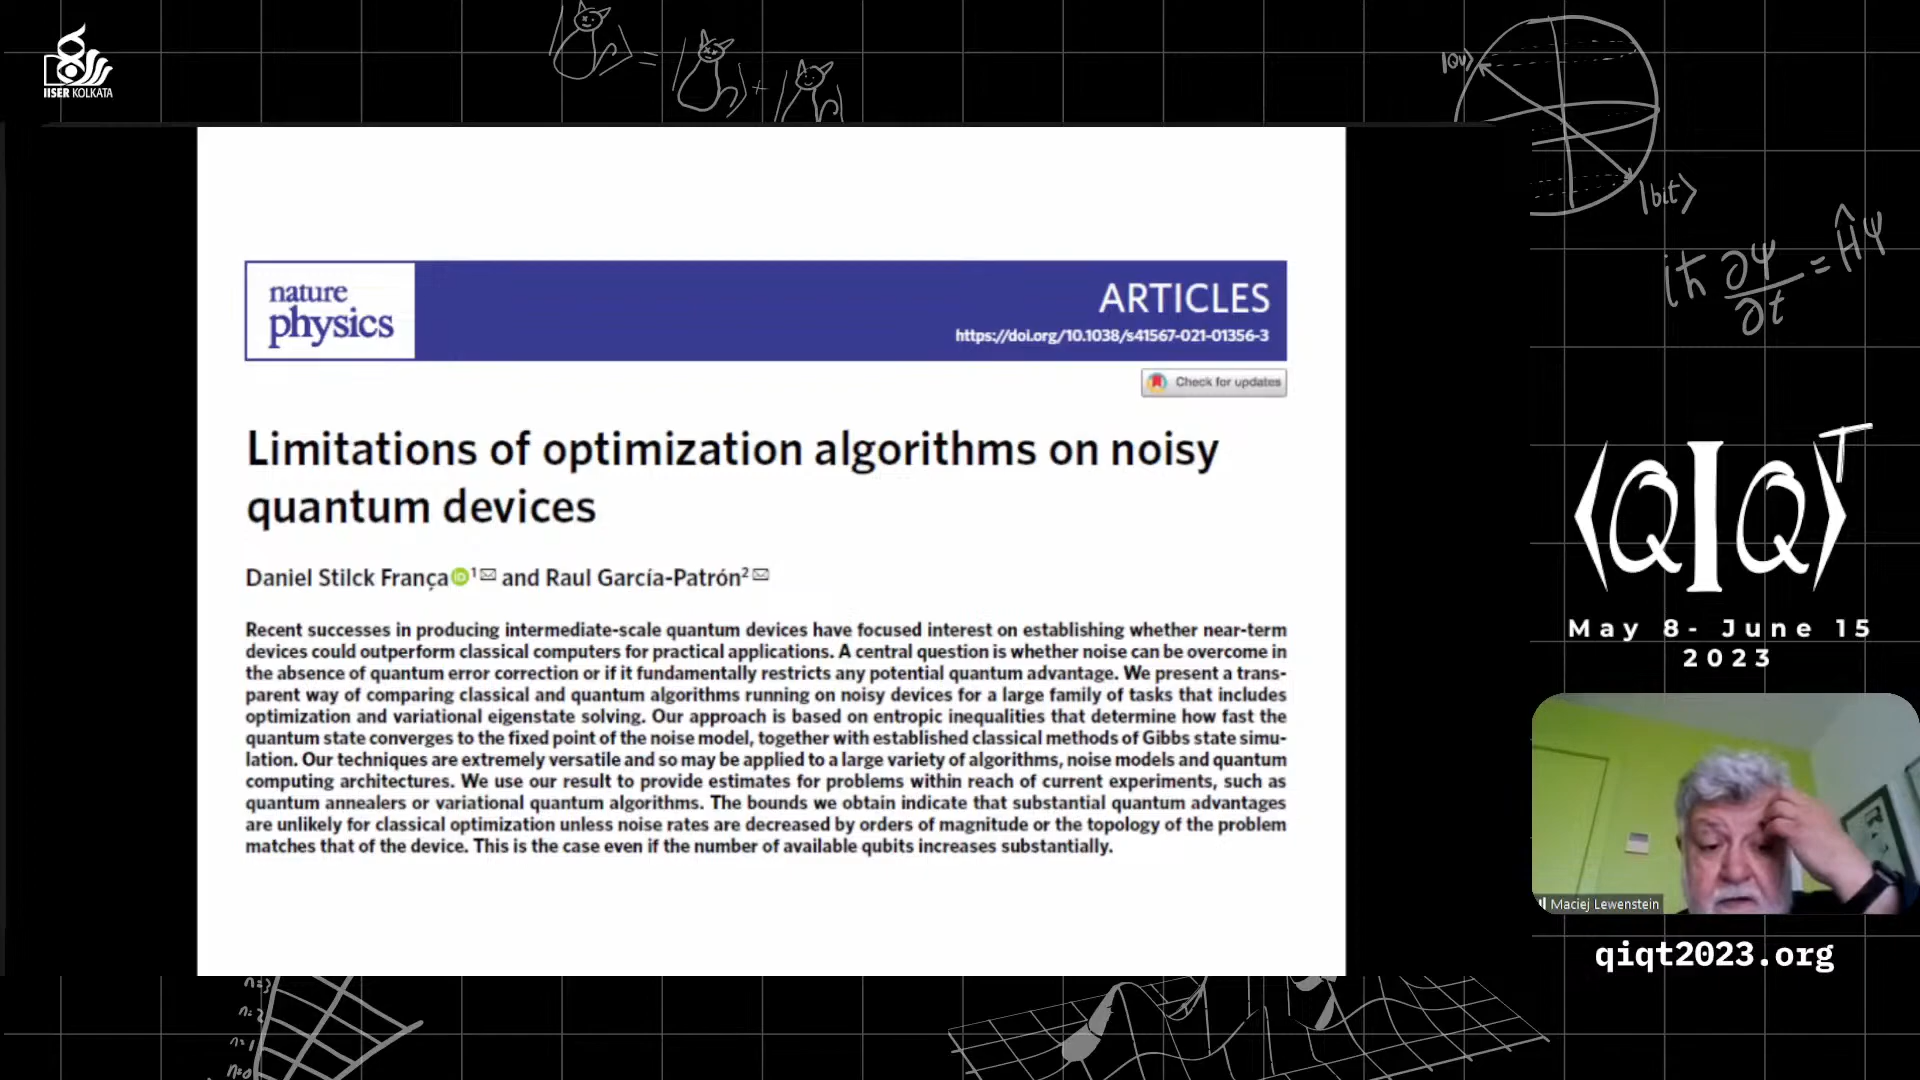 IISER KOLKATA
|qu⟩
|bit⟩
iħ ∂ψ/∂t = Ĥψ
nature
physics
ARTICLES
https://doi.org/10.1038/s41567-021-01356-3
Check for updates
Limitations of optimization algorithms on noisy
quantum devices
Daniel Stilck França iD 1 and Raul García-Patrón 2
Recent successes in producing intermediate-scale quantum devices have focused interest on establishing whether near-term
devices could outperform classical computers for practical applications. A central question is whether noise can be overcome in
the absence of quantum error correction or if it fundamentally restricts any potential quantum advantage. We present a trans-
parent way of comparing classical and quantum algorithms running on noisy devices for a large family of tasks that includes
optimization and variational eigenstate solving. Our approach is based on entropic inequalities that determine how fast the
quantum state converges to the fixed point of the noise model, together with established classical methods of Gibbs state simu-
lation. Our techniques are extremely versatile and so may be applied to a large variety of algorithms, noise models and quantum
computing architectures. We use our result to provide estimates for problems within reach of current experiments, such as
quantum annealers or variational quantum algorithms. The bounds we obtain indicate that substantial quantum advantages
are unlikely for classical optimization unless noise rates are decreased by orders of magnitude or the topology of the problem
matches that of the device. This is the case even if the number of available qubits increases substantially.
⟨Q|Q⟩T
May 8- June 15
2023
Maciej Lewenstein
qiqt2023.org
n=3
n=2
n=1
n=0